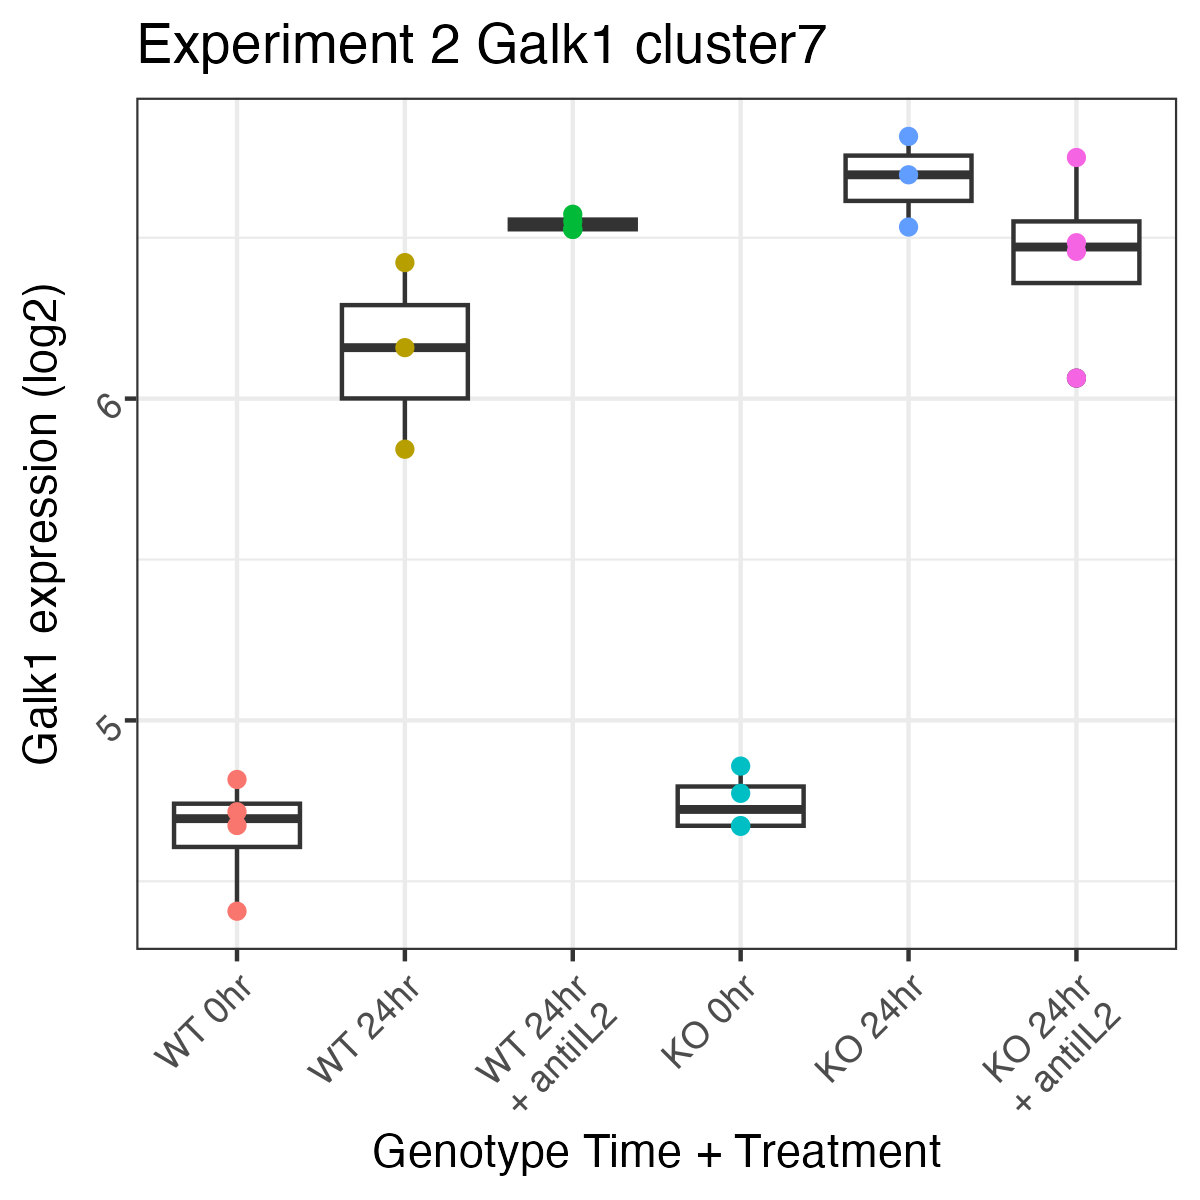 Experiment 2 Galk1 cluster7
Galk1 expression (log2)
6
5
WT 0hr
WT 24hr
WT 24hr
+ antiIL2
KO 0hr
KO 24hr
KO 24hr
+ antiIL2
Genotype Time + Treatment